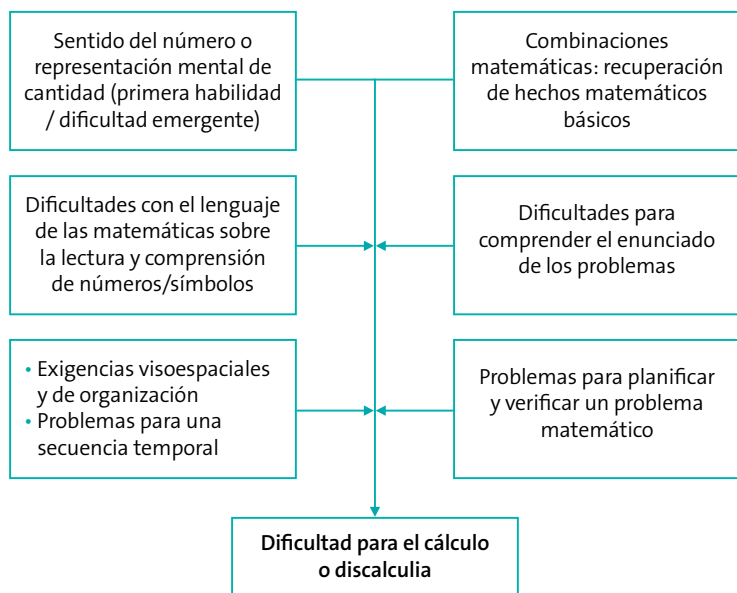 Sentido del número o
representación mental de
cantidad (primera habilidad
/ dificultad emergente)
Combinaciones
matemáticas: recuperación
de hechos matemáticos
básicos
Dificultades con el lenguaje
de las matemáticas sobre
la lectura y comprensión
de números/símbolos
Dificultades para
comprender el enunciado
de los problemas
• Exigencias visoespaciales
y de organización
• Problemas para una
secuencia temporal
Problemas para planificar
y verificar un problema
matemático
Dificultad para el cálculo
o discalculia